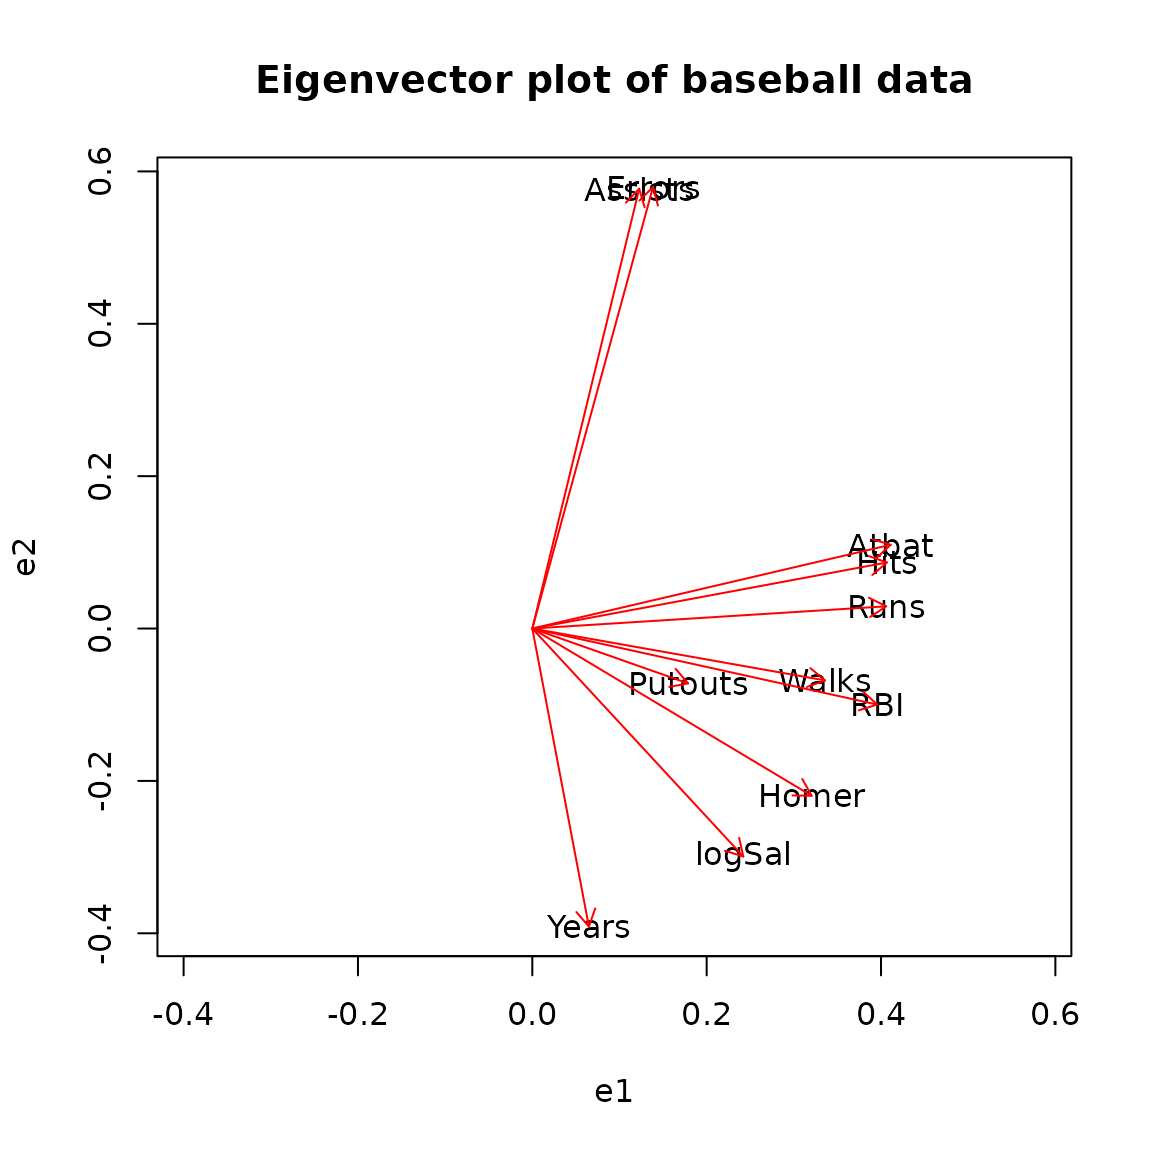 Eigenvector plot of baseball data
0.6
0.4
0.2
0.0
-0.2
-0.4
e2
Assists
Errors
Atbat
Hits
Runs
Walks
Putouts
RBI
Homer
logSal
Years
-0.4 -0.2 0.0 0.2 0.4 0.6
e1